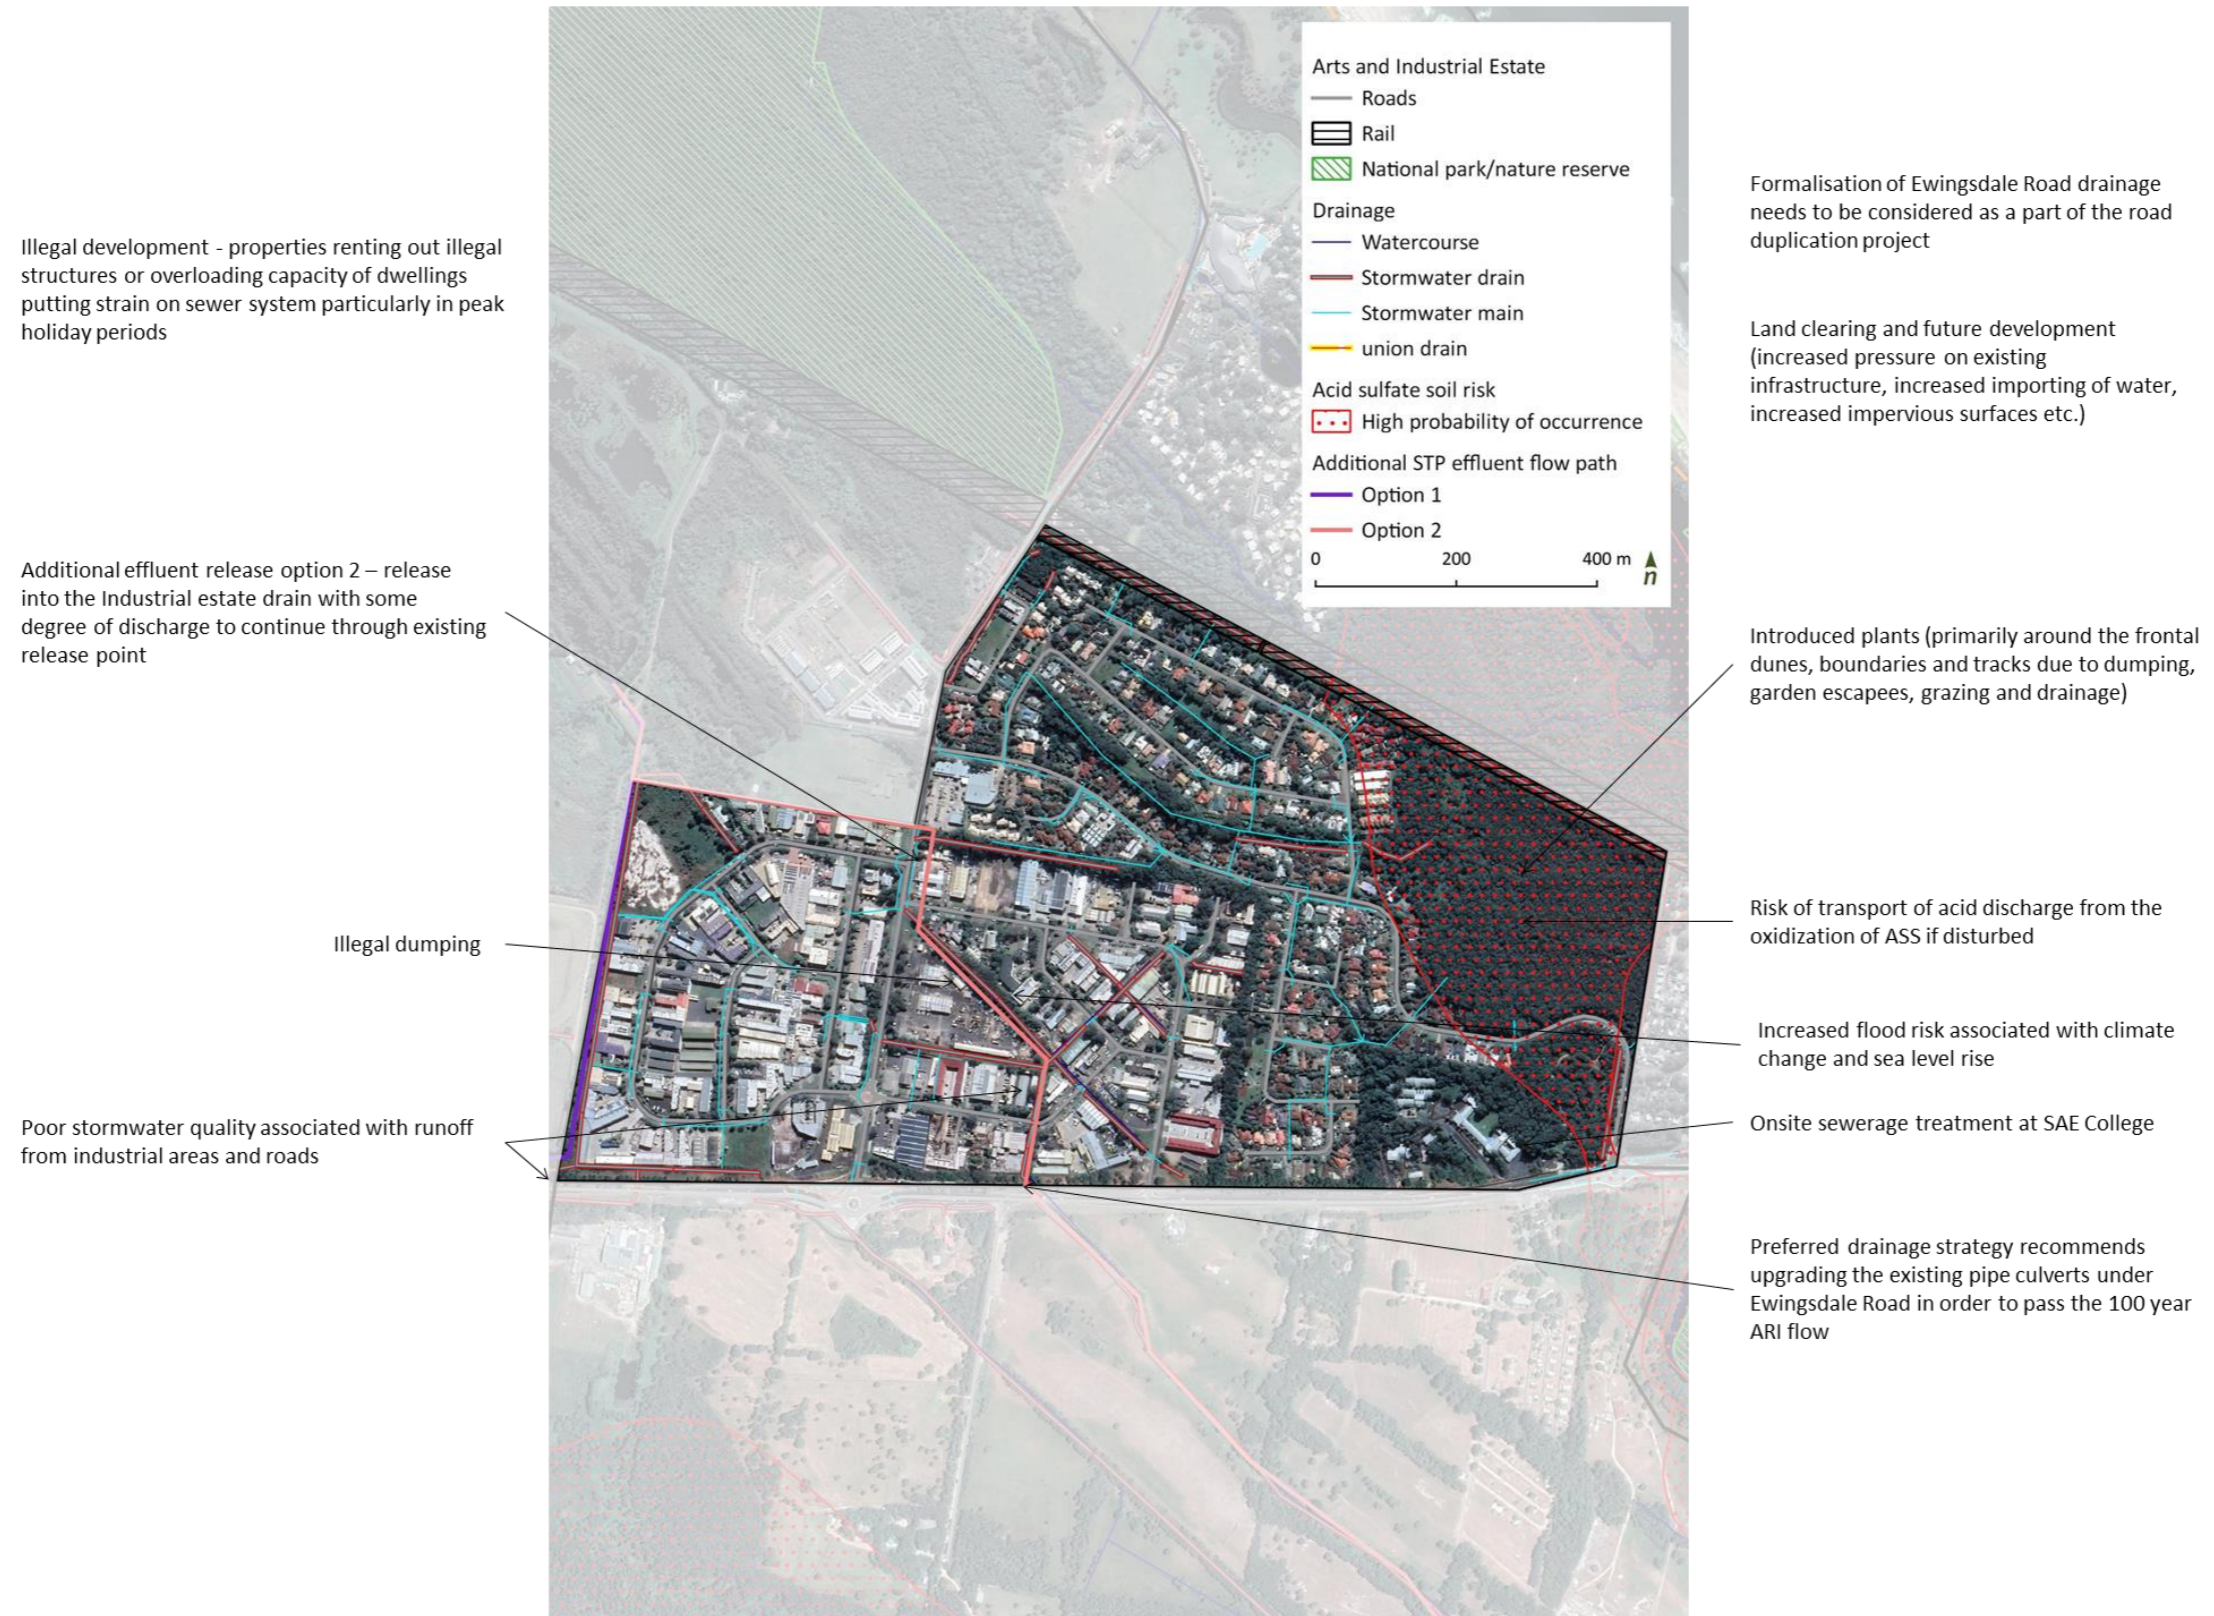 Illegal development - properties renting out illegal
structures or overloading capacity of dwellings
putting strain on sewer system particularly in peak
holiday periods
Additional effluent release option 2 – release
into the Industrial estate drain with some
degree of discharge to continue through existing
release point
Illegal dumping
Poor stormwater quality associated with runoff
from industrial areas and roads
Arts and Industrial Estate
Roads
Rail
National park/nature reserve
Drainage
Watercourse
Stormwater drain
Stormwater main
union drain
Acid sulfate soil risk
High probability of occurrence
Additional STP effluent flow path
Option 1
Option 2
0 200 400 m
n
Formalisation of Ewingsdale Road drainage
needs to be considered as a part of the road
duplication project
Land clearing and future development
(increased pressure on existing
infrastructure, increased importing of water,
increased impervious surfaces etc.)
Introduced plants (primarily around the frontal
dunes, boundaries and tracks due to dumping,
garden escapees, grazing and drainage)
Risk of transport of acid discharge from the
oxidization of ASS if disturbed
Increased flood risk associated with climate
change and sea level rise
Onsite sewerage treatment at SAE College
Preferred drainage strategy recommends
upgrading the existing pipe culverts under
Ewingsdale Road in order to pass the 100 year
ARI flow